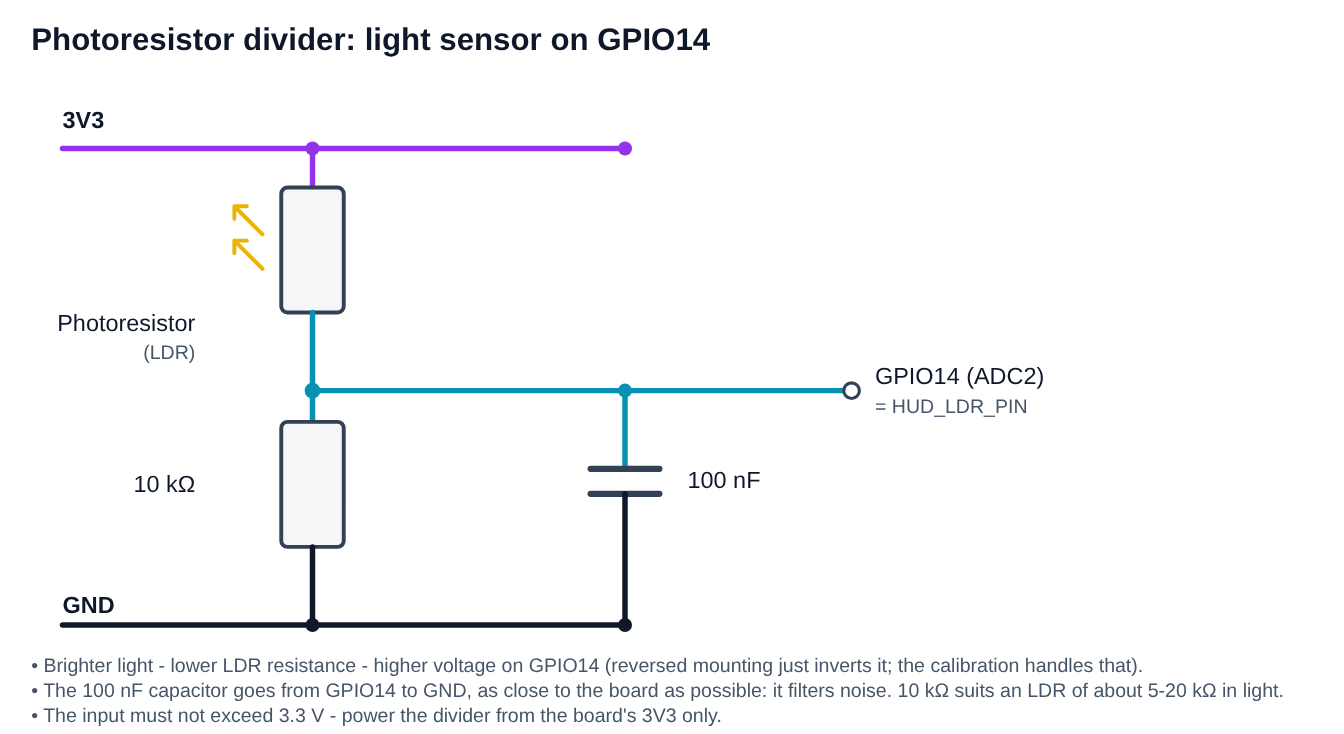 Photoresistor divider: light sensor on GPIO14
3V3
Photoresistor
(LDR)
GPIO14 (ADC2)
= HUD_LDR_PIN
10 kΩ
100 nF
GND
• Brighter light - lower LDR resistance - higher voltage on GPIO14 (reversed mounting just inverts it; the calibration handles that).
• The 100 nF capacitor goes from GPIO14 to GND, as close to the board as possible: it filters noise. 10 kΩ suits an LDR of about 5-20 kΩ in light.
• The input must not exceed 3.3 V - power the divider from the board's 3V3 only.